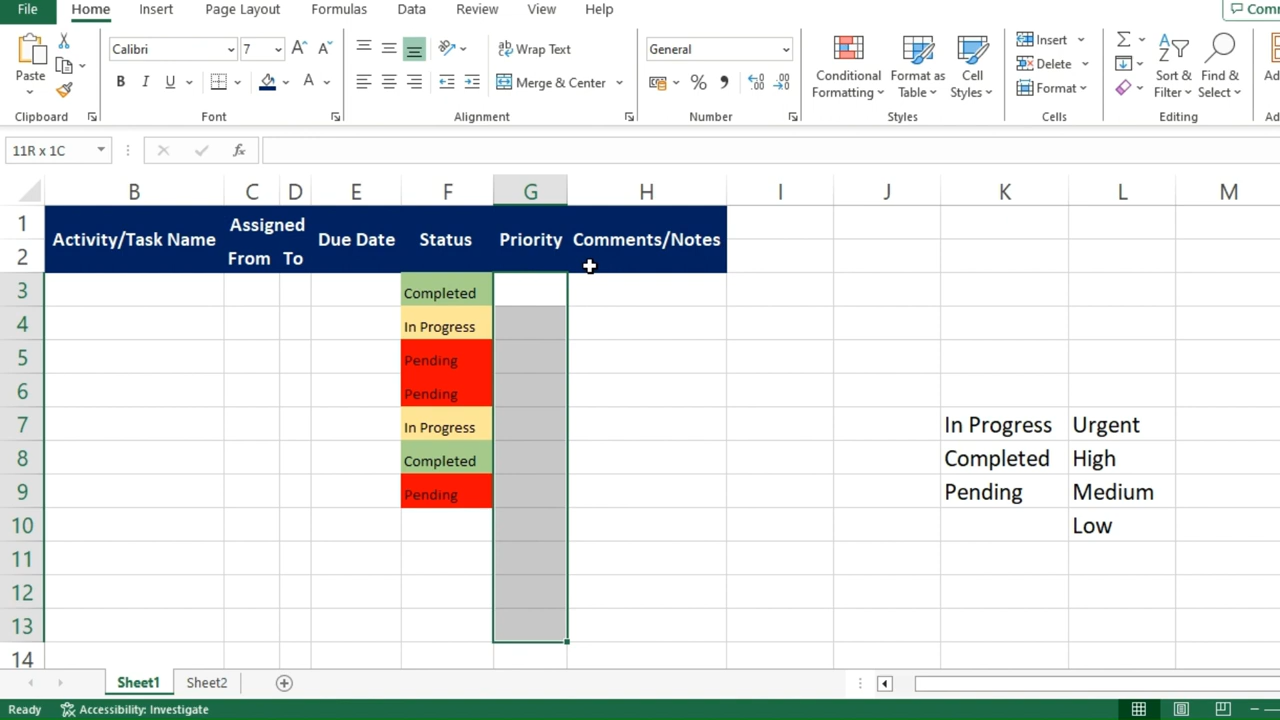 File Home Insert Page Layout Formulas Data Review View Help
Calibri 7 Wrap Text General Insert
Paste Merge & Center Conditional Formatting Format as Table Cell Styles Delete Sort & Filter Find & Select
Format
Clipboard Font Alignment Number Styles Cells Editing
11R x 1C fx
B C D E F G H I J K L M
1 Assigned
Activity/Task Name Due Date Status Priority Comments/Notes
2 From To
3 Completed
4 In Progress
5 Pending
6 Pending
7 In Progress In Progress Urgent
8 Completed Completed High
9 Pending Pending Medium
10 Low
11
12
13
14
Sheet1 Sheet2
Ready Accessibility: Investigate